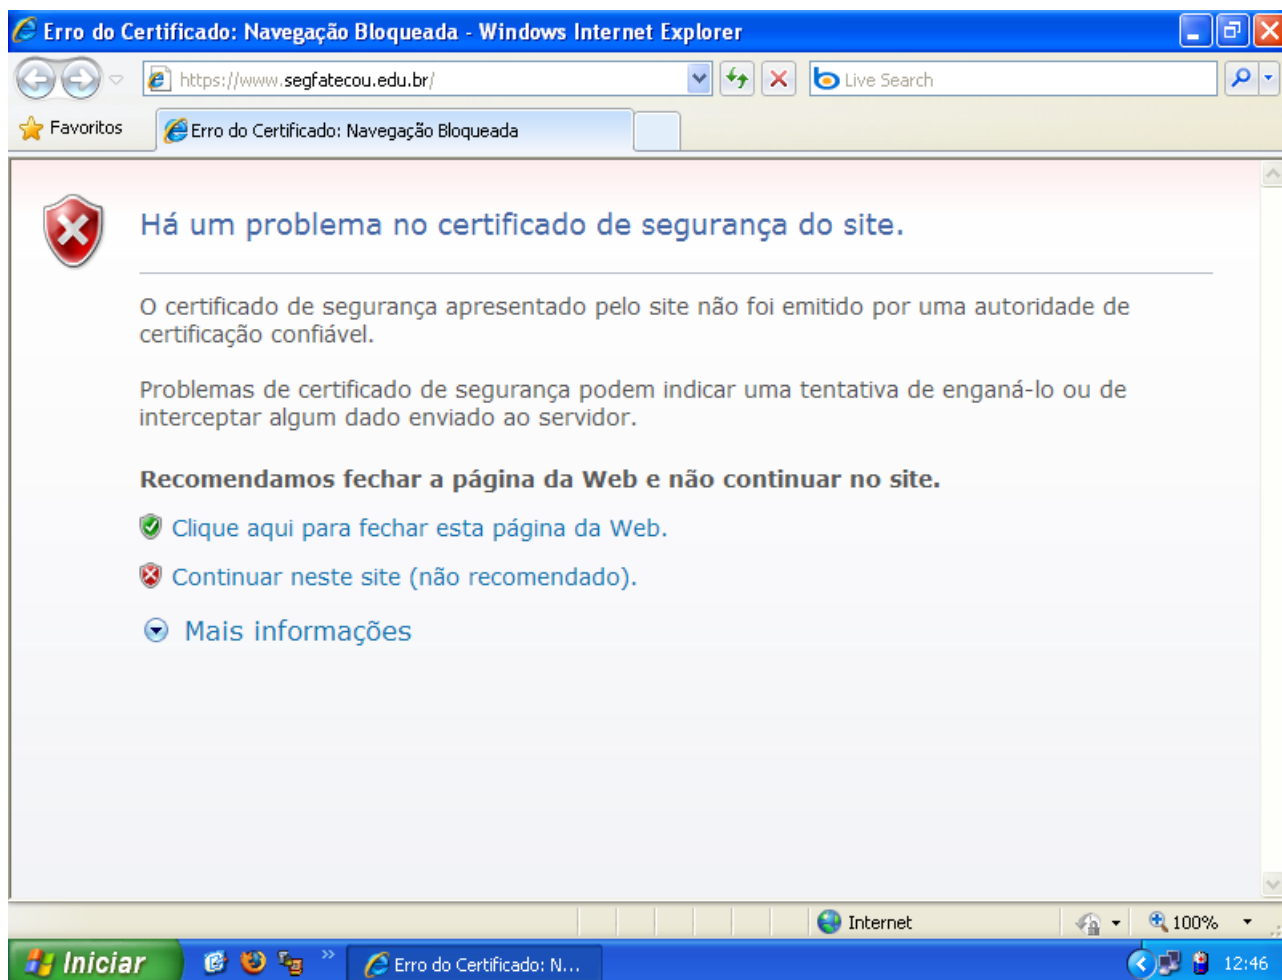 Erro do Certificado: Navegação Bloqueada - Windows Internet Explorer
https://www.segfatecou.edu.br/
Live Search
Favoritos
Erro do Certificado: Navegação Bloqueada
Há um problema no certificado de segurança do site.
O certificado de segurança apresentado pelo site não foi emitido por uma autoridade de
certificação confiável.
Problemas de certificado de segurança podem indicar uma tentativa de enganá-lo ou de
interceptar algum dado enviado ao servidor.
Recomendamos fechar a página da Web e não continuar no site.
Clique aqui para fechar esta página da Web.
Continuar neste site (não recomendado).
Mais informações
Internet
100%
Iniciar
Erro do Certificado: N...
12:46